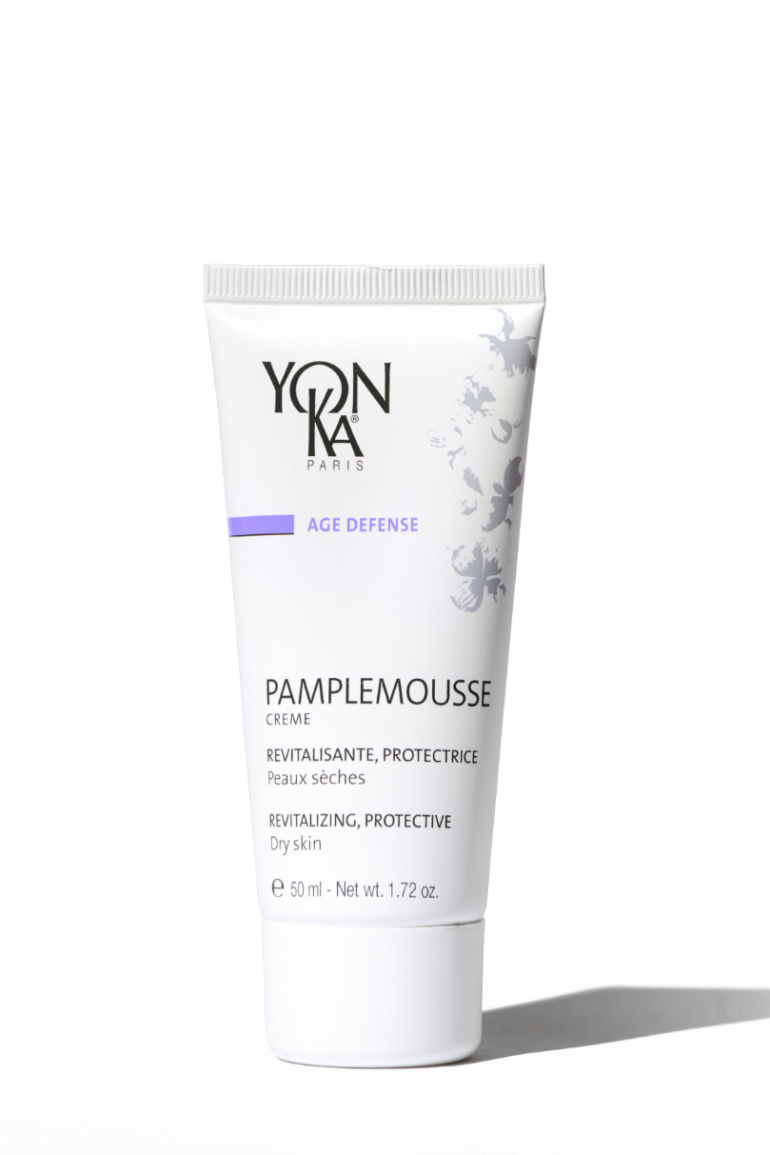 YON
KA®
PARIS
AGE DEFENSE
PAMPLEMOUSSE
CREME
REVITALISANTE, PROTECTRICE
Peaux sèches
REVITALIZING, PROTECTIVE
Dry skin
℮ 50 ml - Net wt. 1.72 oz.